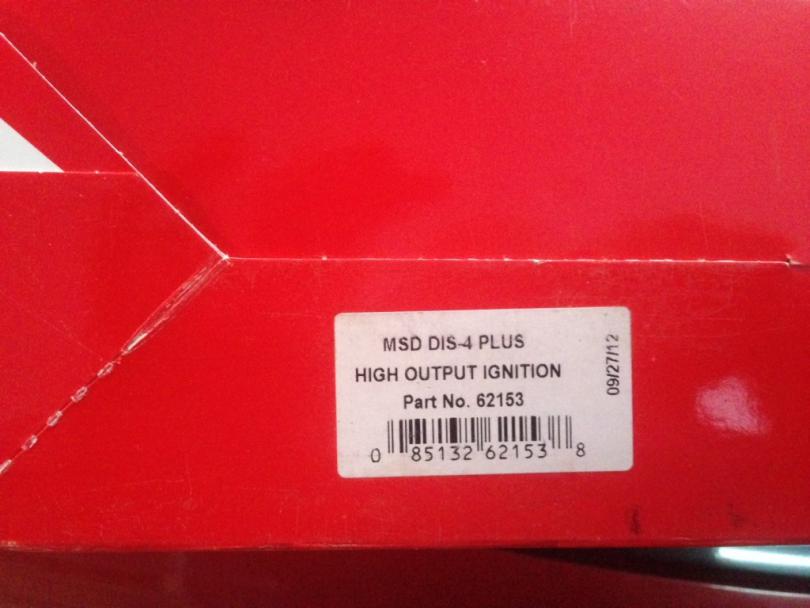 MSD DIS-4 PLUS
HIGH OUTPUT IGNITION
Part No. 62153
0 85132 62153 8
09/27/12